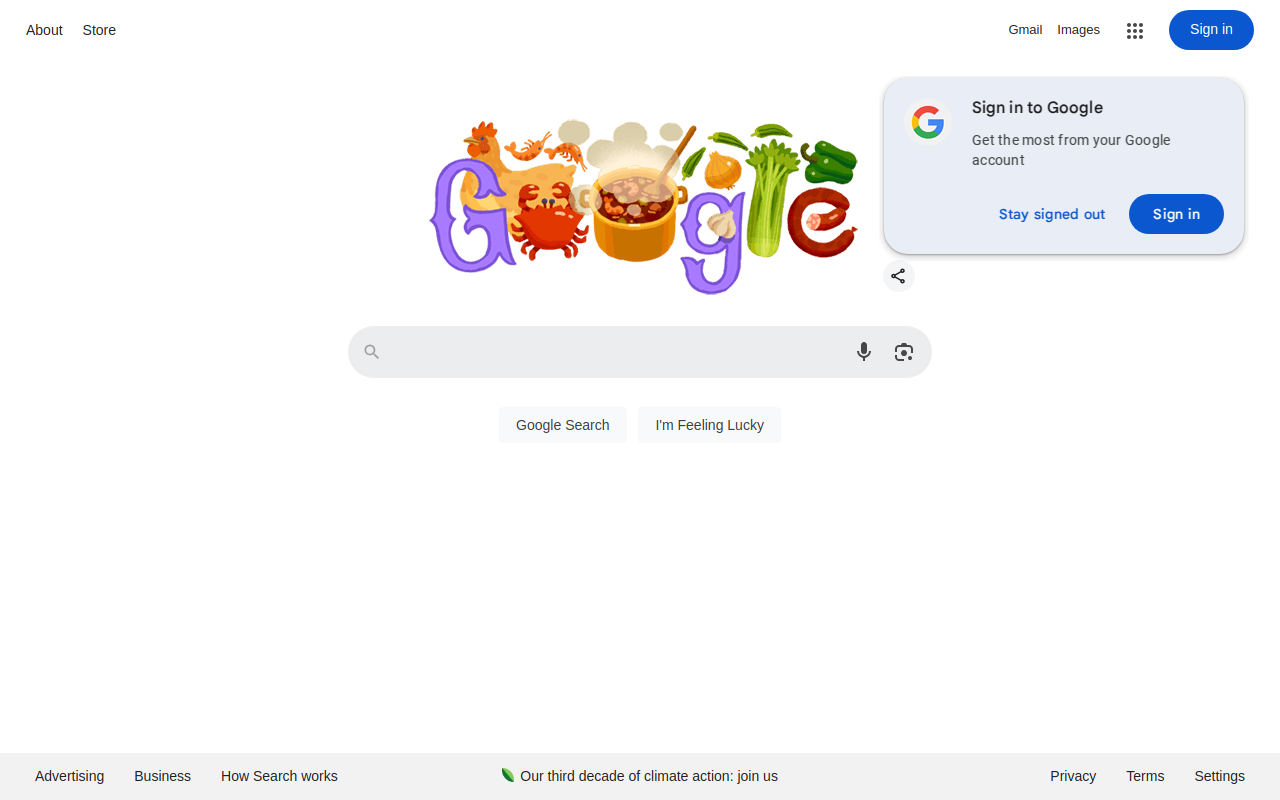 About Store
Gmail Images Sign in
Google
Sign in to Google
Get the most from your Google
account
Stay signed out Sign in
Google Search I'm Feeling Lucky
Advertising Business How Search works Our third decade of climate action: join us Privacy Terms Settings